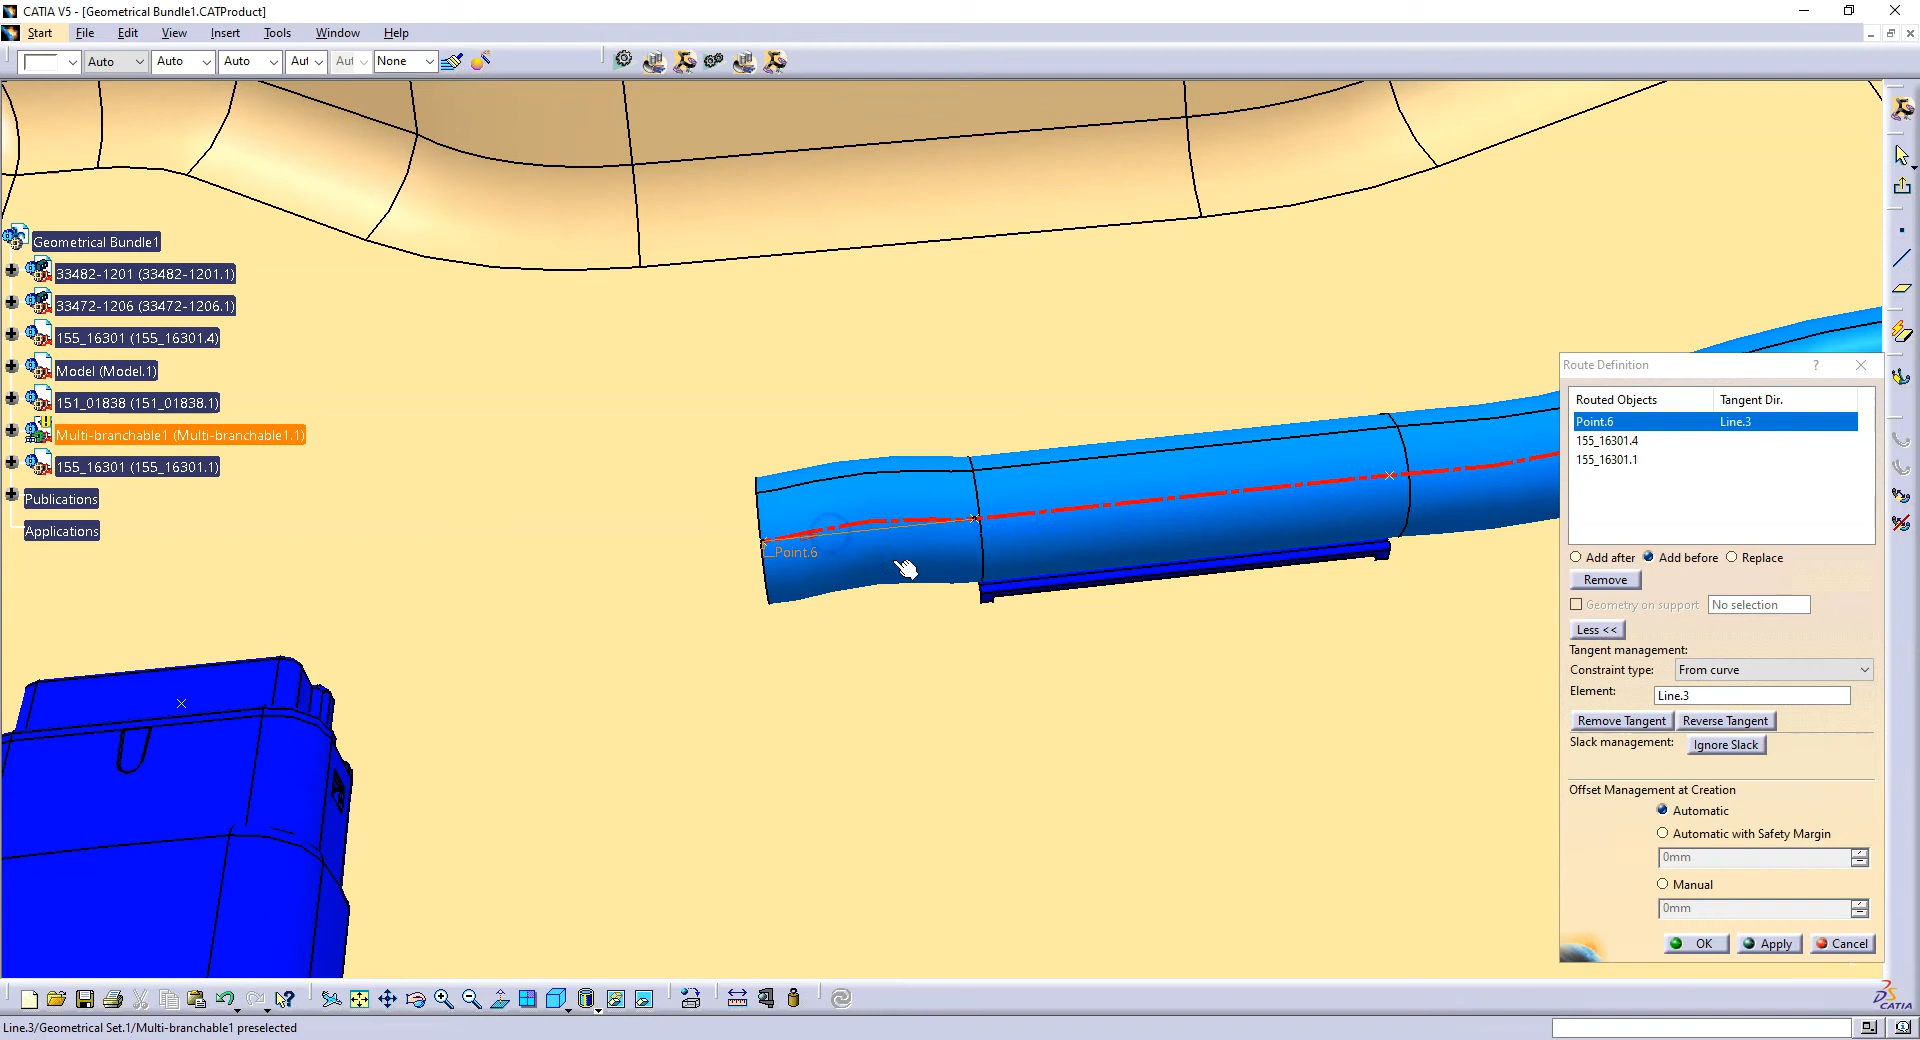 CATIA V5 - [Geometrical Bundle1.CATProduct]
Start File Edit View Insert Tools Window Help
Auto Auto Auto Aut Aut None
Geometrical Bundle1
33482-1201 (33482-1201.1)
33472-1206 (33472-1206.1)
155_16301 (155_16301.4)
Model (Model.1)
151_01838 (151_01838.1)
Multi-branchable1 (Multi-branchable1.1)
155_16301 (155_16301.1)
Publications
Applications
Point.6
Route Definition ?
Routed Objects Tangent Dir.
Point.6 Line.3
155_16301.4
155_16301.1
Add after Add before Replace
Remove
Geometry on support No selection
Less <<
Tangent management:
Constraint type: From curve
Element: Line.3
Remove Tangent Reverse Tangent
Slack management: Ignore Slack
Offset Management at Creation
Automatic
Automatic with Safety Margin
0mm
Manual
0mm
OK Apply Cancel
CATIA
Line.3/Geometrical Set.1/Multi-branchable1 preselected